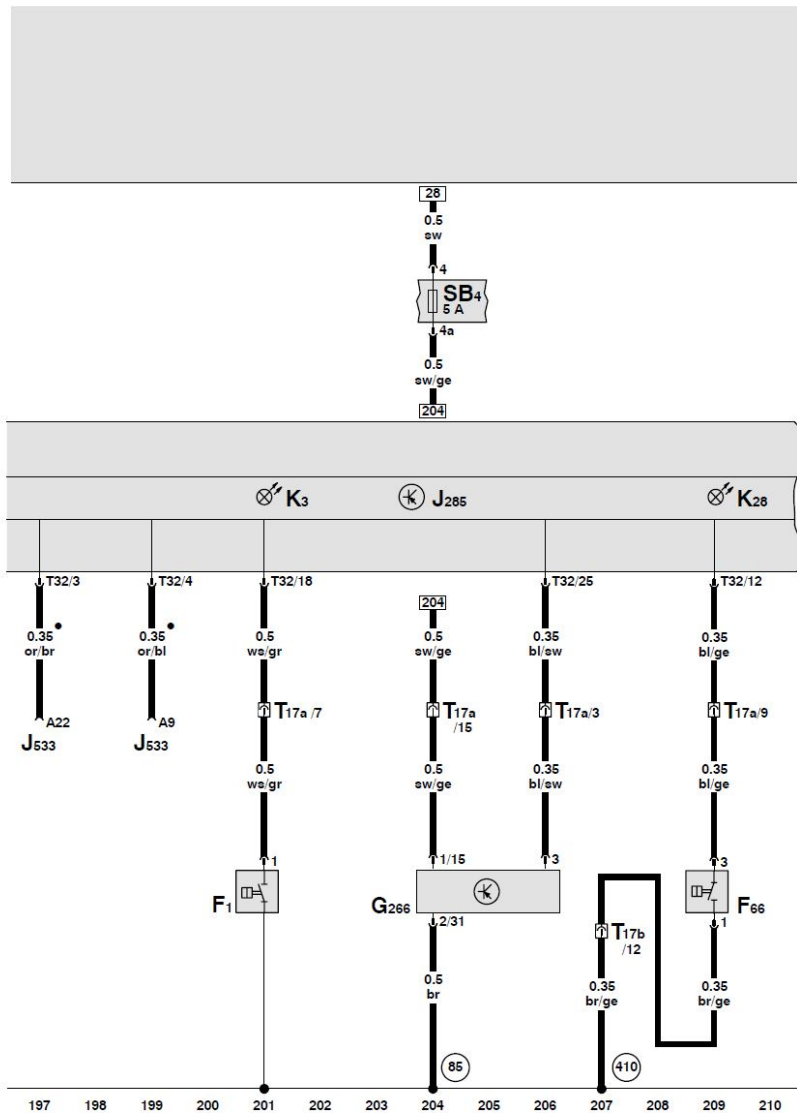 28
0.5
sw
4
SB4
5 A
4a
0.5
sw/ge
204
K3 J285 K28
T32/3 T32/4 T32/18 T32/25 T32/12
204
0.35 0.35 0.5 0.5 0.35 0.35
or/br or/bl ws/gr sw/ge bl/sw bl/ge
A22 A9 T17a /7 T17a T17a/3 T17a/9
/15
J533 J533
0.5 0.5 0.35 0.35
ws/gr sw/ge bl/sw bl/ge
1 1/15 3 3
F1 G266 F66
2/31 1
T17b
/12
0.5 0.35 0.35
br br/ge br/ge
85 410
197 198 199 200 201 202 203 204 205 206 207 208 209 210